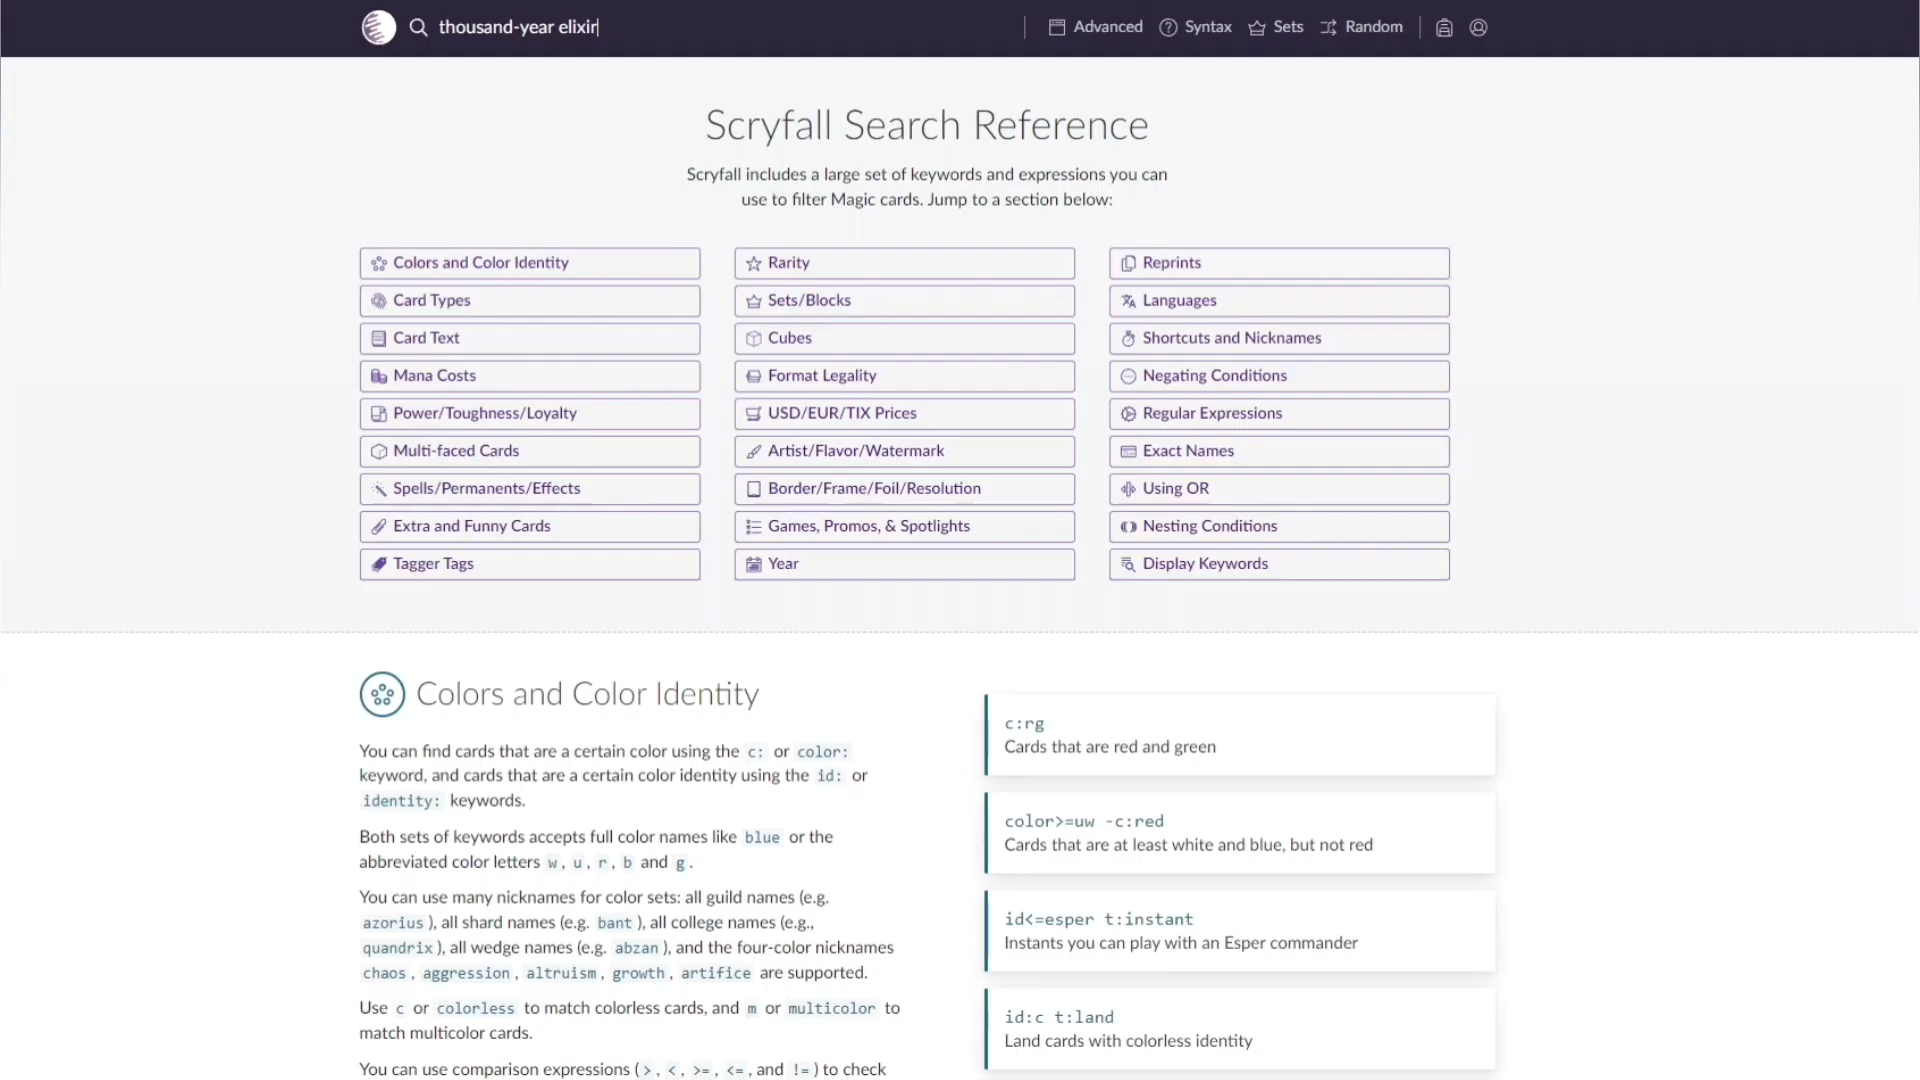 thousand-year elixir
Advanced
Syntax
Sets
Random
Scryfall Search Reference
Scryfall includes a large set of keywords and expressions you can
use to filter Magic cards. Jump to a section below:
Colors and Color Identity
Card Types
Card Text
Mana Costs
Power/Toughness/Loyalty
Multi-faced Cards
Spells/Permanents/Effects
Extra and Funny Cards
Tagger Tags
Rarity
Sets/Blocks
Cubes
Format Legality
USD/EUR/TIX Prices
Artist/Flavor/Watermark
Border/Frame/Foil/Resolution
Games, Promos, & Spotlights
Year
Reprints
Languages
Shortcuts and Nicknames
Negating Conditions
Regular Expressions
Exact Names
Using OR
Nesting Conditions
Display Keywords
Colors and Color Identity
You can find cards that are a certain color using the c: or color:
keyword, and cards that are a certain color identity using the id: or
identity: keywords.
Both sets of keywords accepts full color names like blue or the
abbreviated color letters w, u, r, b and g.
You can use many nicknames for color sets: all guild names (e.g.
azorius), all shard names (e.g. bant), all college names (e.g.,
quandrix), all wedge names (e.g. abzan), and the four-color nicknames
chaos, aggression, altruism, growth, artifice are supported.
Use c or colorless to match colorless cards, and m or multicolor to
match multicolor cards.
You can use comparison expressions (>, <, >=, <=, and !=) to check
c:rg
Cards that are red and green
color>=uw -c:red
Cards that are at least white and blue, but not red
id<=esper t:instant
Instants you can play with an Esper commander
id:c t:land
Land cards with colorless identity